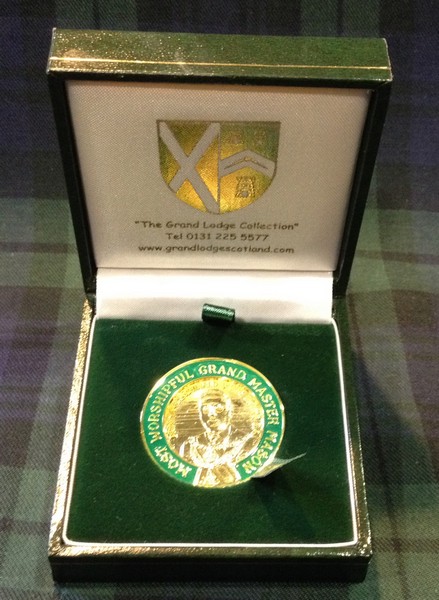 "The Grand Lodge Collection"
Tel 0131 225 5577
www.grandlodgescotland.com
MOST WORSHIPFUL GRAND MASTER MASON